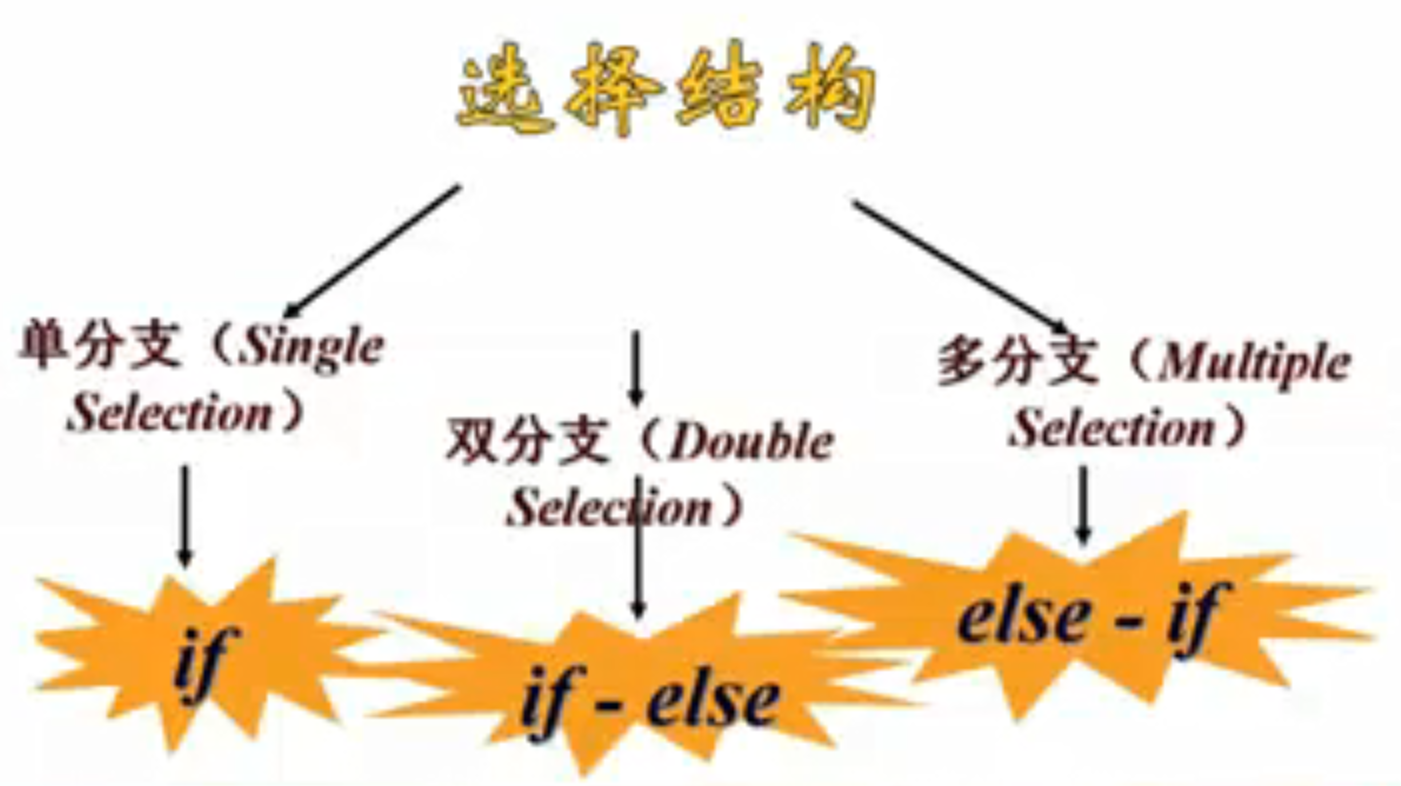 选择结构
单分支（Single
Selection）
双分支（Double
Selection）
多分支（Multiple
Selection）
if
if - else
else - if